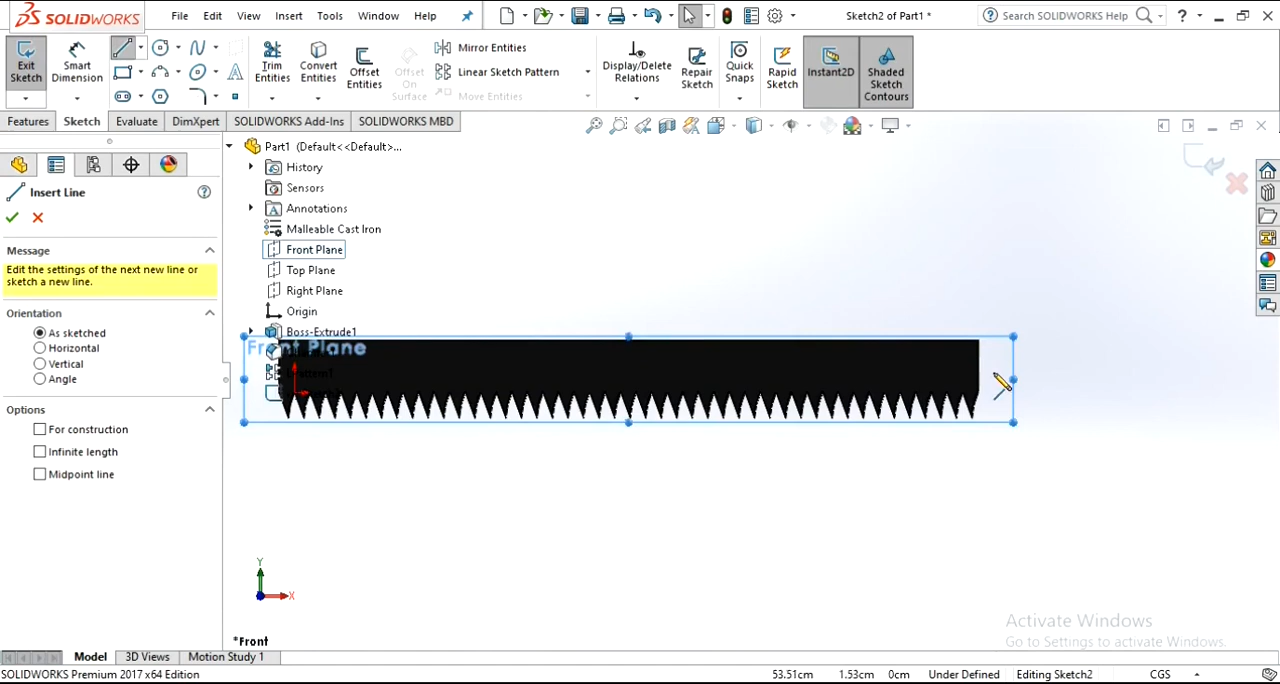 SOLIDWORKS
File Edit View Insert Tools Window Help
Sketch2 of Part1 *
Search SOLIDWORKS Help
?
Exit Sketch
Smart Dimension
Trim Entities
Convert Entities
Offset Entities
Offset On Surface
Mirror Entities
Linear Sketch Pattern
Move Entities
Display/Delete Relations
Repair Sketch
Quick Snaps
Rapid Sketch
Instant2D
Shaded Sketch Contours
Features Sketch Evaluate DimXpert SOLIDWORKS Add-Ins SOLIDWORKS MBD
Insert Line
Message
Edit the settings of the next new line or
sketch a new line.
Orientation
As sketched
Horizontal
Vertical
Angle
Options
For construction
Infinite length
Midpoint line
Part1 (Default<<Default>...
History
Sensors
Annotations
Malleable Cast Iron
Front Plane
Top Plane
Right Plane
Origin
Boss-Extrude1
Front Plane
Y
X
*Front
Activate Windows
Go to Settings to activate Windows.
Model 3D Views Motion Study 1
SOLIDWORKS Premium 2017 x64 Edition
53.51cm 1.53cm 0cm Under Defined Editing Sketch2 CGS